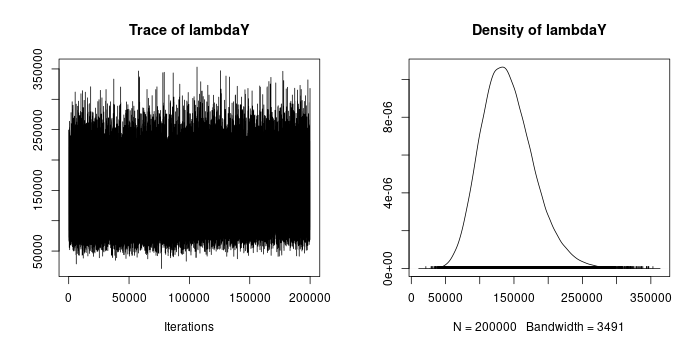 Trace of lambdaY
350000
250000
150000
50000
0 50000 100000 150000 200000
Iterations
Density of lambdaY
8e-06
4e-06
0e+00
0 50000 150000 250000 350000
N = 200000 Bandwidth = 3491